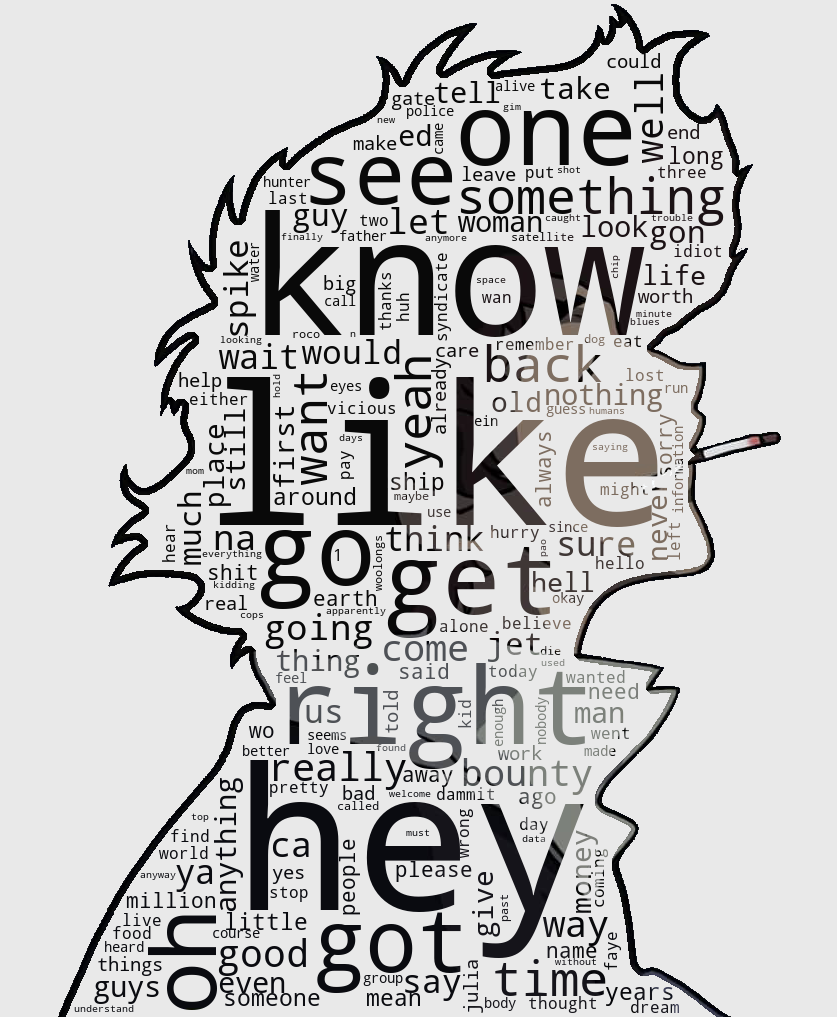 could
gate tell alive take
police gim
new well
make ed came one end
see long
hunter leave put shot three
last something
guy two let woman caught look trouble gon
finally father anymore satellite idiot
spike water know chip life
big thanks huh syndicate space
call wan worth
minute
blues
looking roco n remember dog eat
wait would care back
help hold eyes already yeah lost run
either vicious old nothing
guess humans
place still first want like ein
days saying always never sorry
mom pay ship information
around maybe might left
much use
hear na go 1 think hurry since
everything woolongs get pao sure
shit hello
kidding earth hell
real apparently okay
cops
going alone believe
come jet die
thing said today used
feel wanted
right need
us told kid enough nobody man
wo seems went
better love found work made
really away bounty
pretty bad welcome dammit ago
called
top anything hey must wrong day
find ca data
world people money coming
anyway ya yes please
million stop give past
live little way
food oh course got
heard good name faye
things without
guys even group say julia time years
someone mean body thought dream
understand